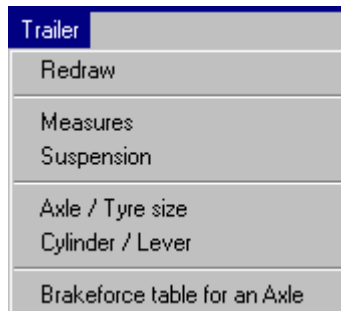 Trailer
Redraw
Measures
Suspension
Axle / Tyre size
Cylinder / Lever
Brakeforce table for an Axle